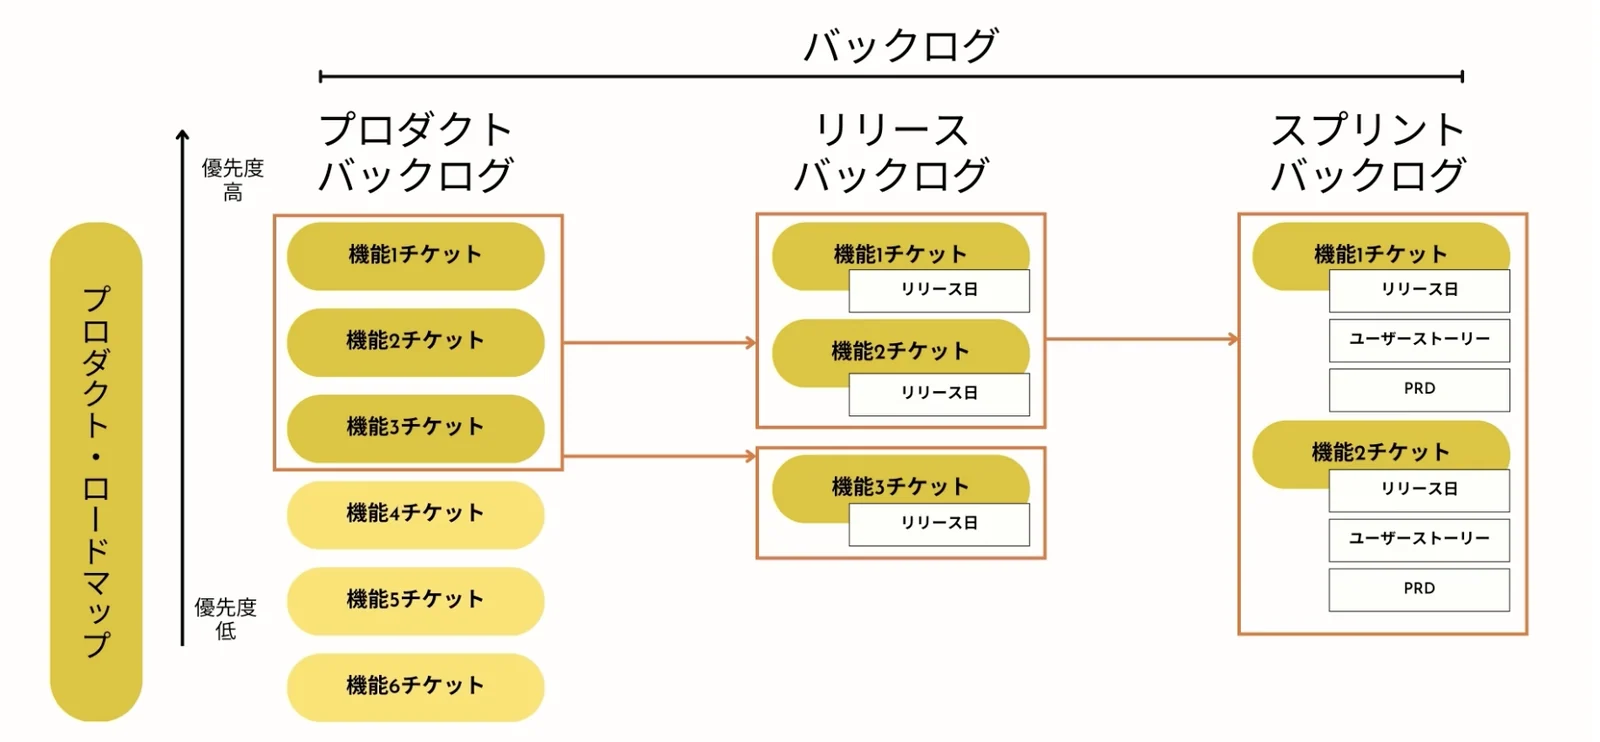 バックログ
プロダクト
バックログ
リリース
バックログ
スプリント
バックログ
優先度
高
優先度
低
プロダクト・ロードマップ
機能1チケット
機能2チケット
機能3チケット
機能4チケット
機能5チケット
機能6チケット
機能1チケット
リリース日
機能2チケット
リリース日
機能3チケット
リリース日
機能1チケット
リリース日
ユーザーストーリー
PRD
機能2チケット
リリース日
ユーザーストーリー
PRD